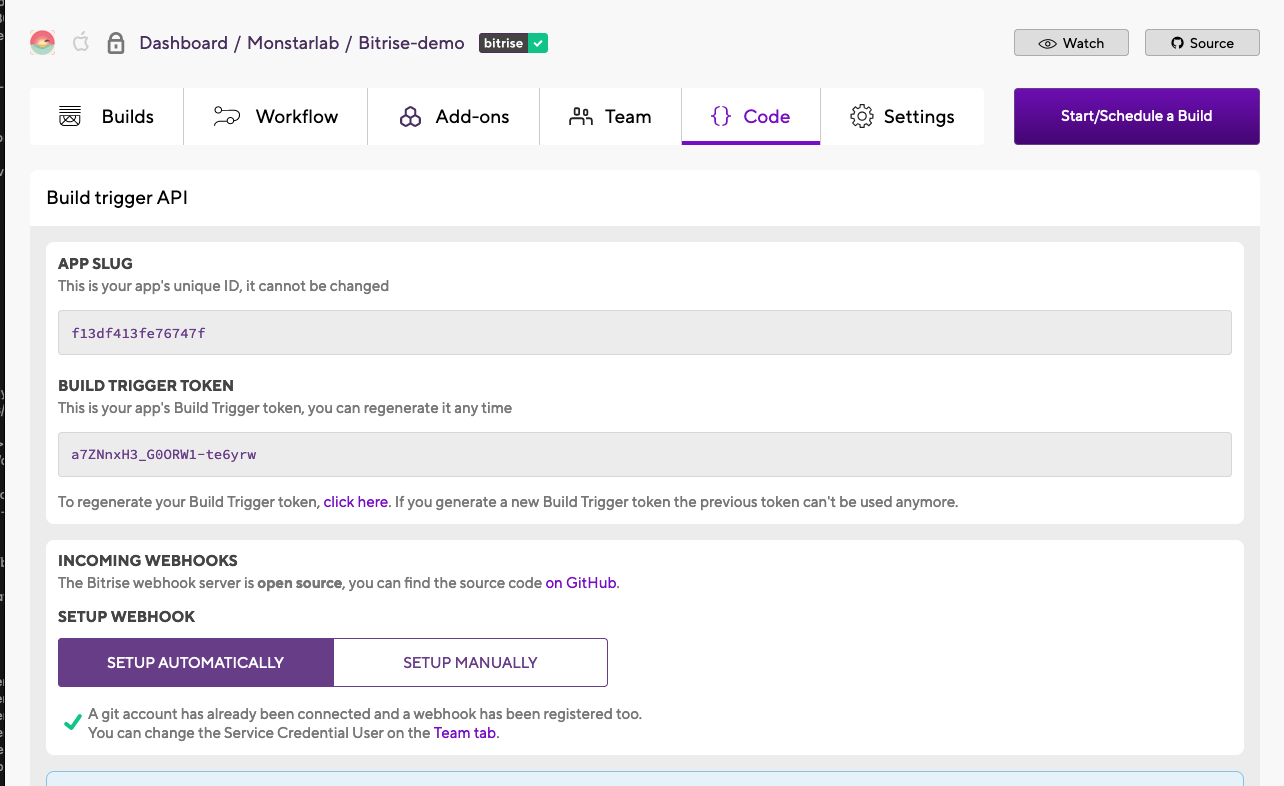 Dashboard / Monstarlab / Bitrise-demo bitrise
Watch
Source
Builds
Workflow
Add-ons
Team
Code
Settings
Start/Schedule a Build
Build trigger API
APP SLUG
This is your app's unique ID, it cannot be changed
f13df413fe76747f
BUILD TRIGGER TOKEN
This is your app's Build Trigger token, you can regenerate it any time
a7ZNnxH3_G0ORW1-te6yrw
To regenerate your Build Trigger token, click here. If you generate a new Build Trigger token the previous token can't be used anymore.
INCOMING WEBHOOKS
The Bitrise webhook server is open source, you can find the source code on GitHub.
SETUP WEBHOOK
SETUP AUTOMATICALLY
SETUP MANUALLY
A git account has already been connected and a webhook has been registered too.
You can change the Service Credential User on the Team tab.